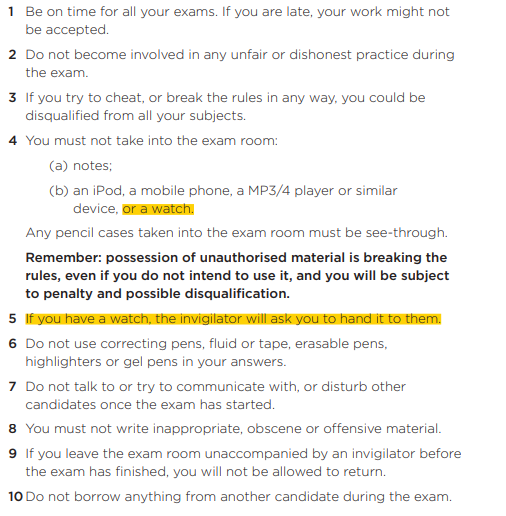 1 Be on time for all your exams. If you are late, your work might not
be accepted.
2 Do not become involved in any unfair or dishonest practice during
the exam.
3 If you try to cheat, or break the rules in any way, you could be
disqualified from all your subjects.
4 You must not take into the exam room:
(a) notes;
(b) an iPod, a mobile phone, a MP3/4 player or similar
device, or a watch.
Any pencil cases taken into the exam room must be see-through.
Remember: possession of unauthorised material is breaking the
rules, even if you do not intend to use it, and you will be subject
to penalty and possible disqualification.
5 If you have a watch, the invigilator will ask you to hand it to them.
6 Do not use correcting pens, fluid or tape, erasable pens,
highlighters or gel pens in your answers.
7 Do not talk to or try to communicate with, or disturb other
candidates once the exam has started.
8 You must not write inappropriate, obscene or offensive material.
9 If you leave the exam room unaccompanied by an invigilator before
the exam has finished, you will not be allowed to return.
10 Do not borrow anything from another candidate during the exam.